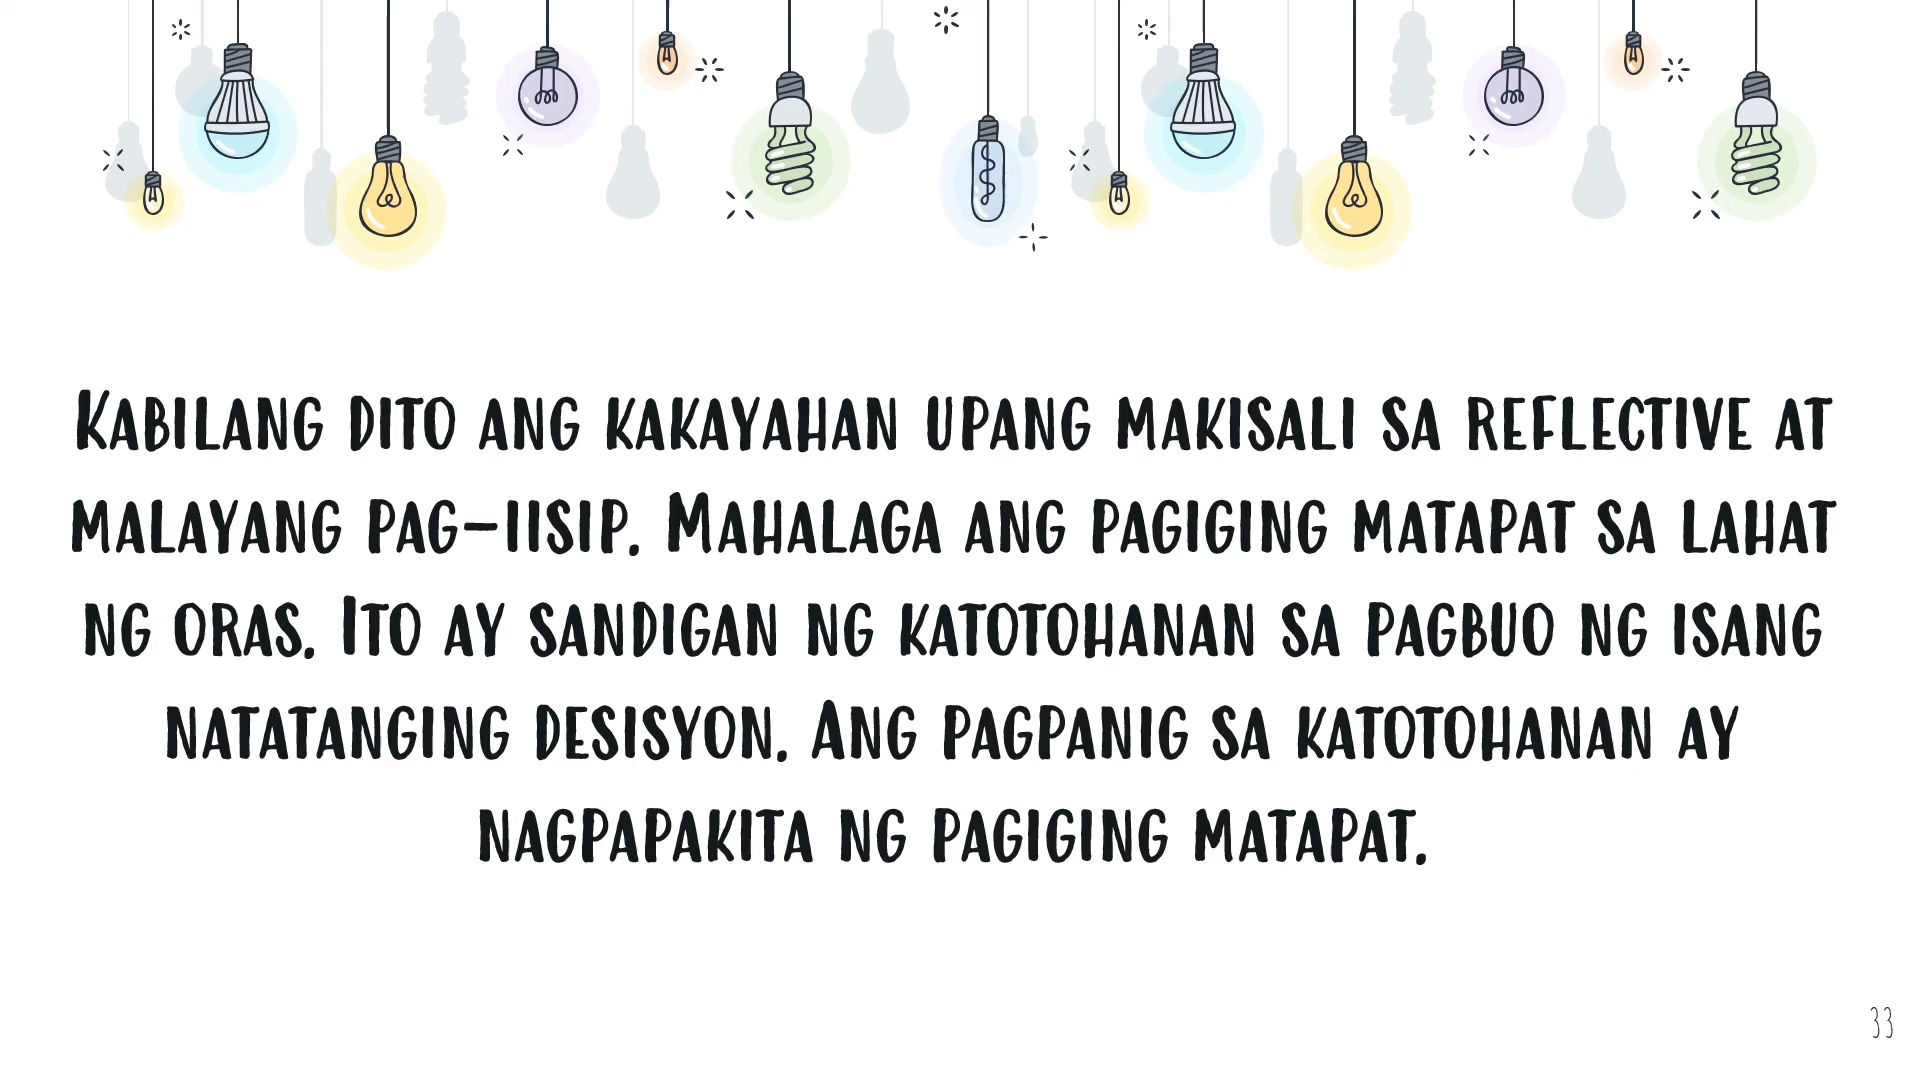 Kabilang dito ang kakayahan upang makisali sa reflective at
malayang pag-iisip. Mahalaga ang pagiging matapat sa lahat
ng oras. Ito ay sandigan ng katotohanan sa pagbuo ng isang
natatanging desisyon. Ang pagpanig sa katotohanan ay
nagpapakita ng pagiging matapat.
33